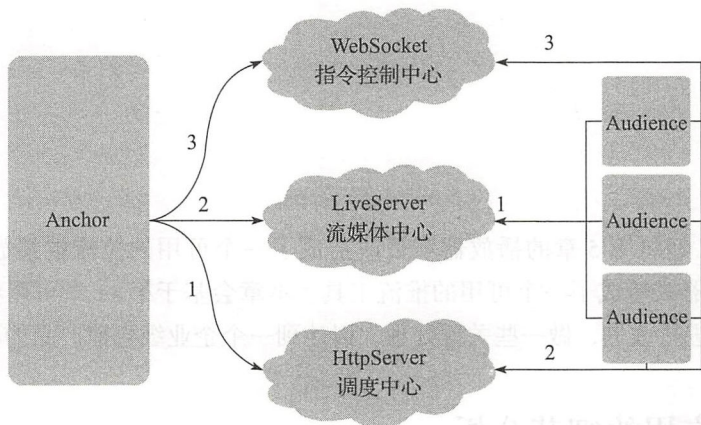 WebSocket
指令控制中心
3
3
Audience
Anchor
2
LiveServer
流媒体中心
1
Audience
Audience
1
HttpServer
调度中心
2